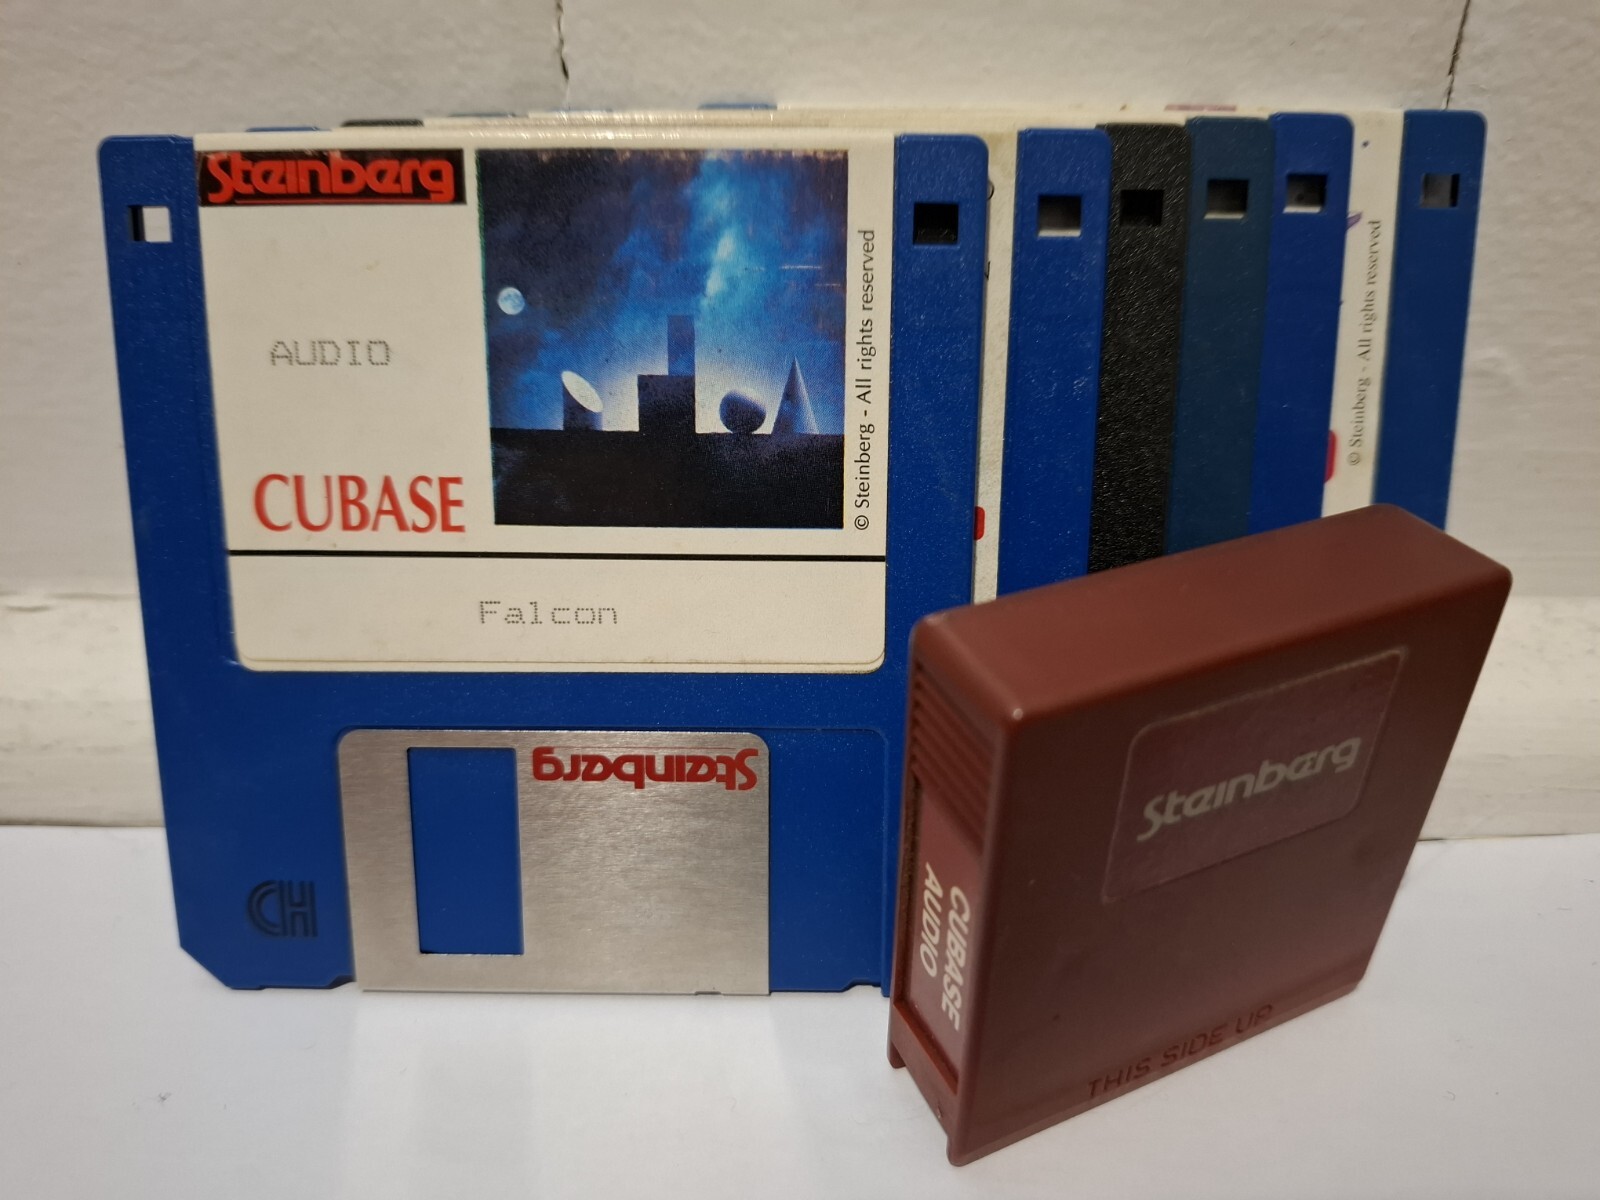 Steinberg
AUDIO
CUBASE
© Steinberg - All rights reserved
Falcon
Steinberg
CH
© Steinberg - All rights reserved
Steinberg
CUBASE
AUDIO
THIS SIDE UP